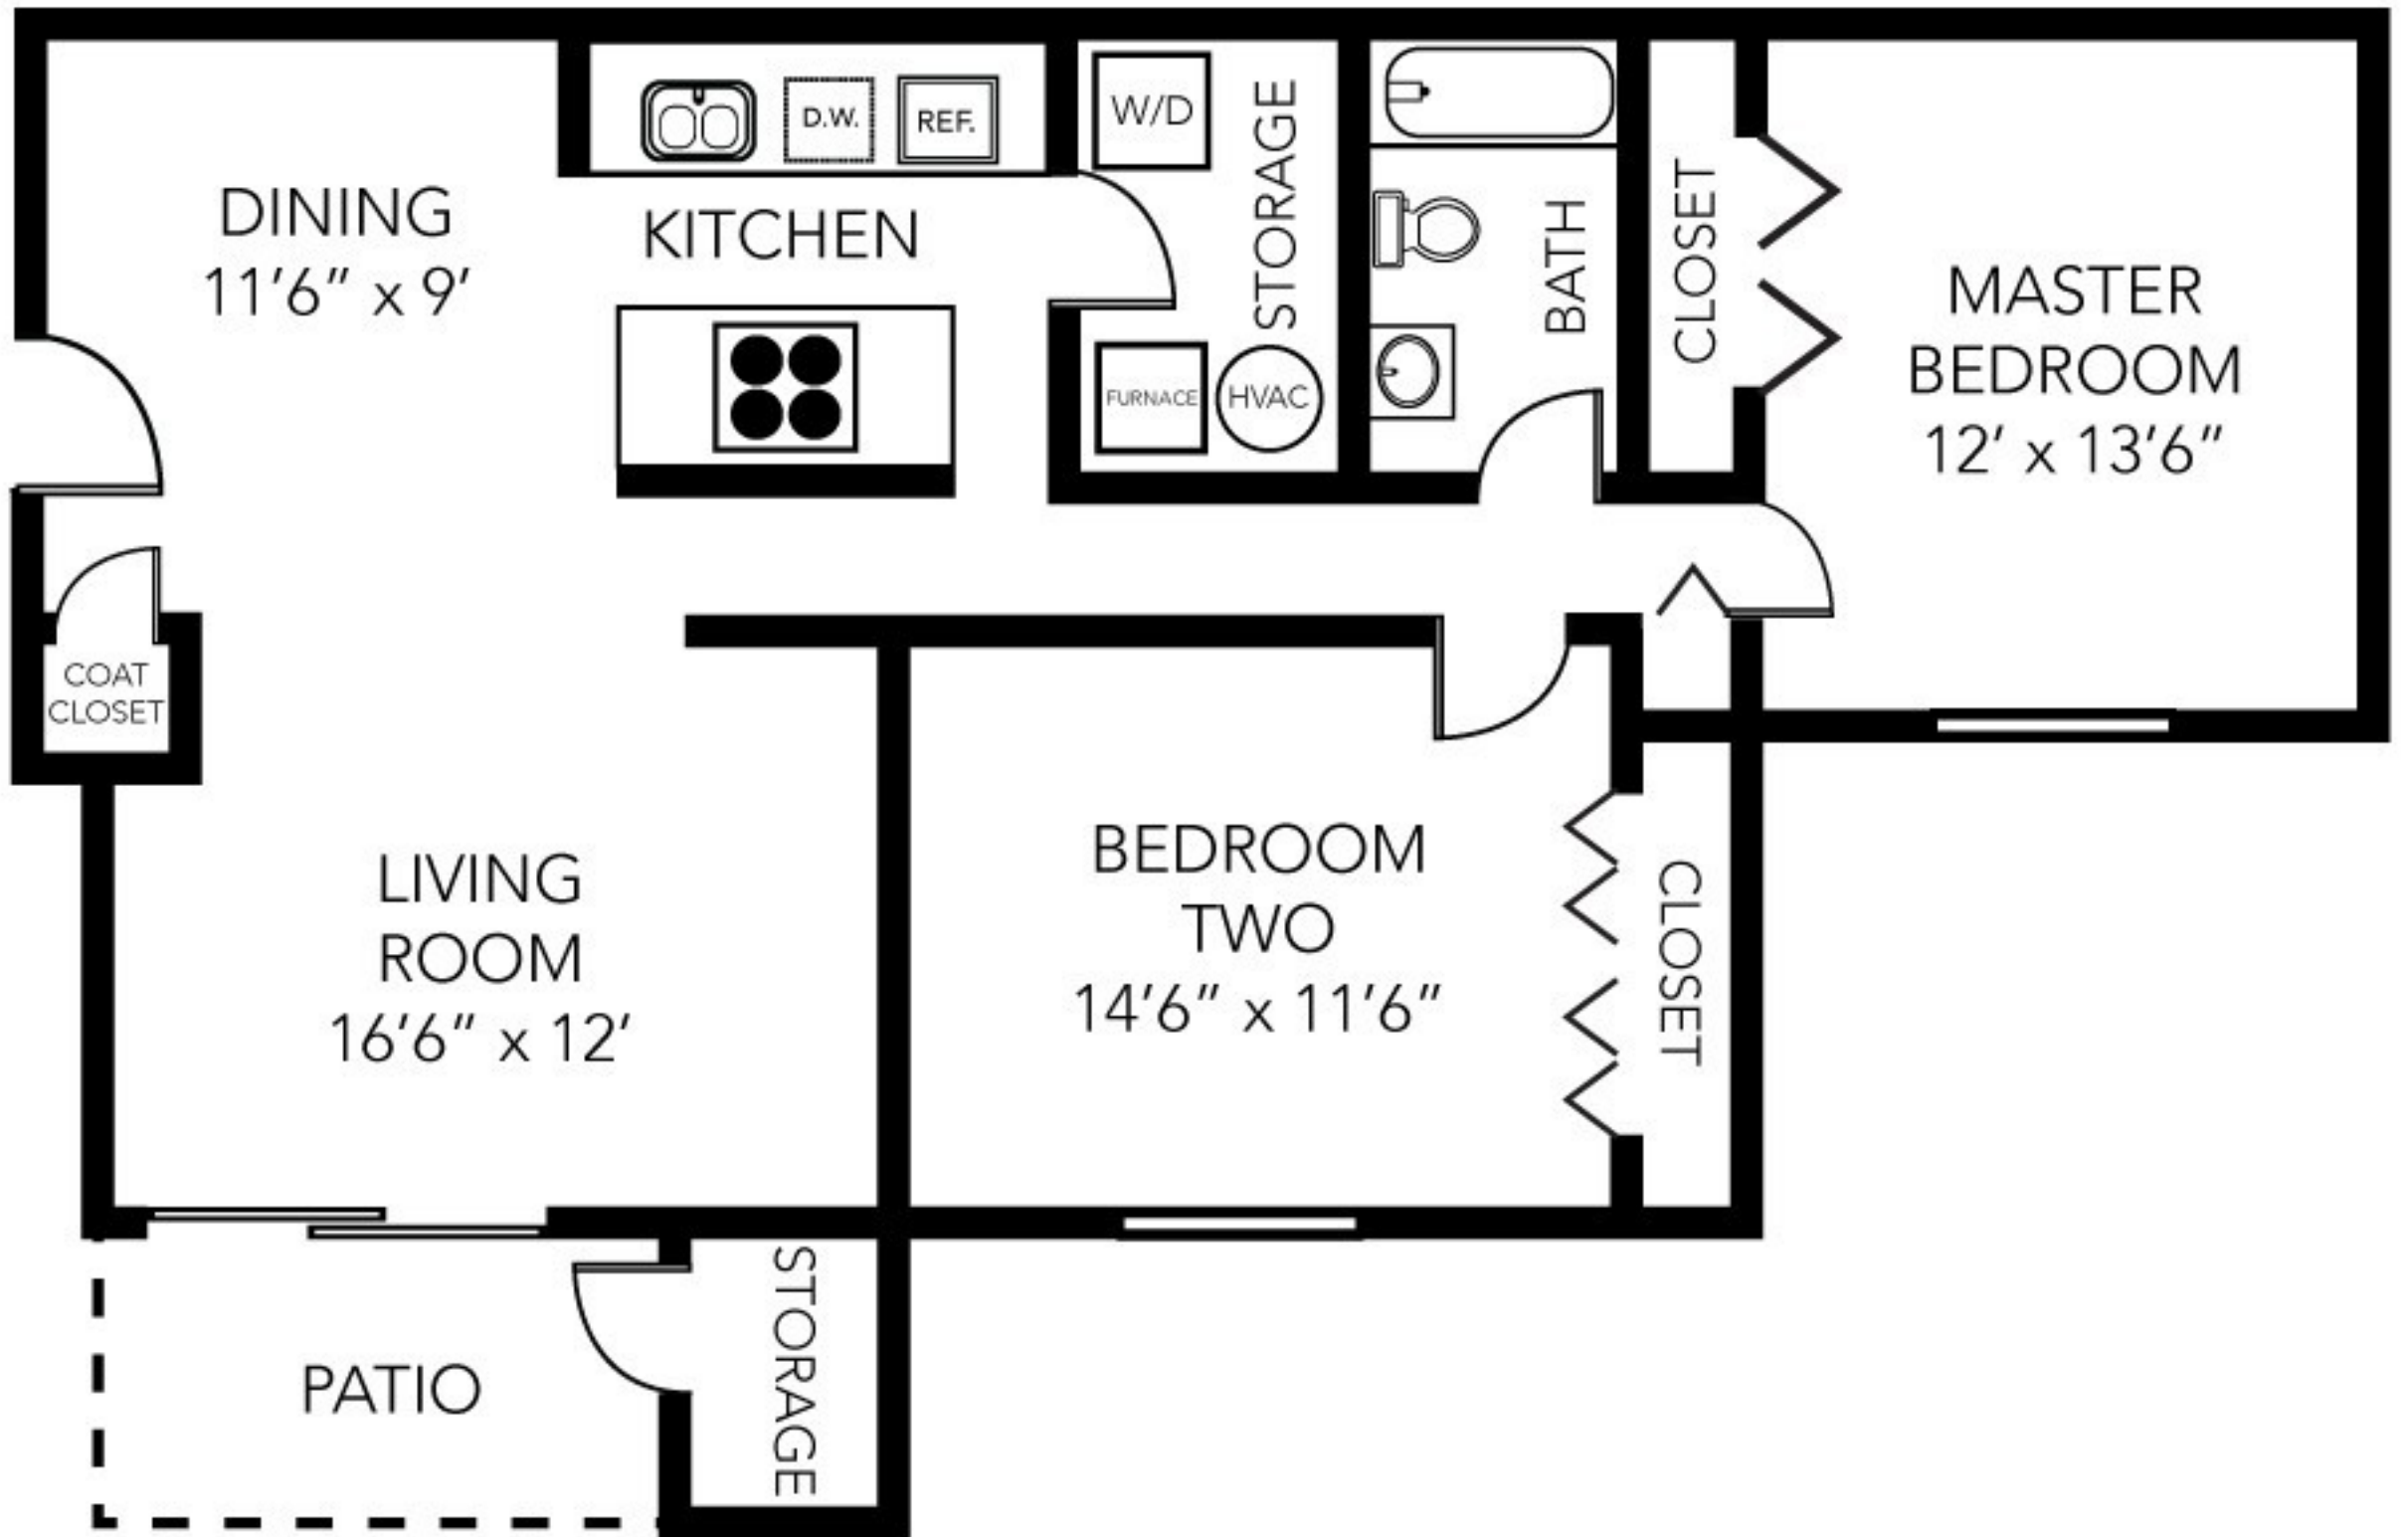 DINING
11′6″ x 9′
KITCHEN
D.W.
REF.
W/D
STORAGE
FURNACE
HVAC
BATH
CLOSET
MASTER
BEDROOM
12′ x 13′6″
COAT
CLOSET
LIVING
ROOM
16′6″ x 12′
BEDROOM
TWO
14′6″ x 11′6″
CLOSET
PATIO
STORAGE